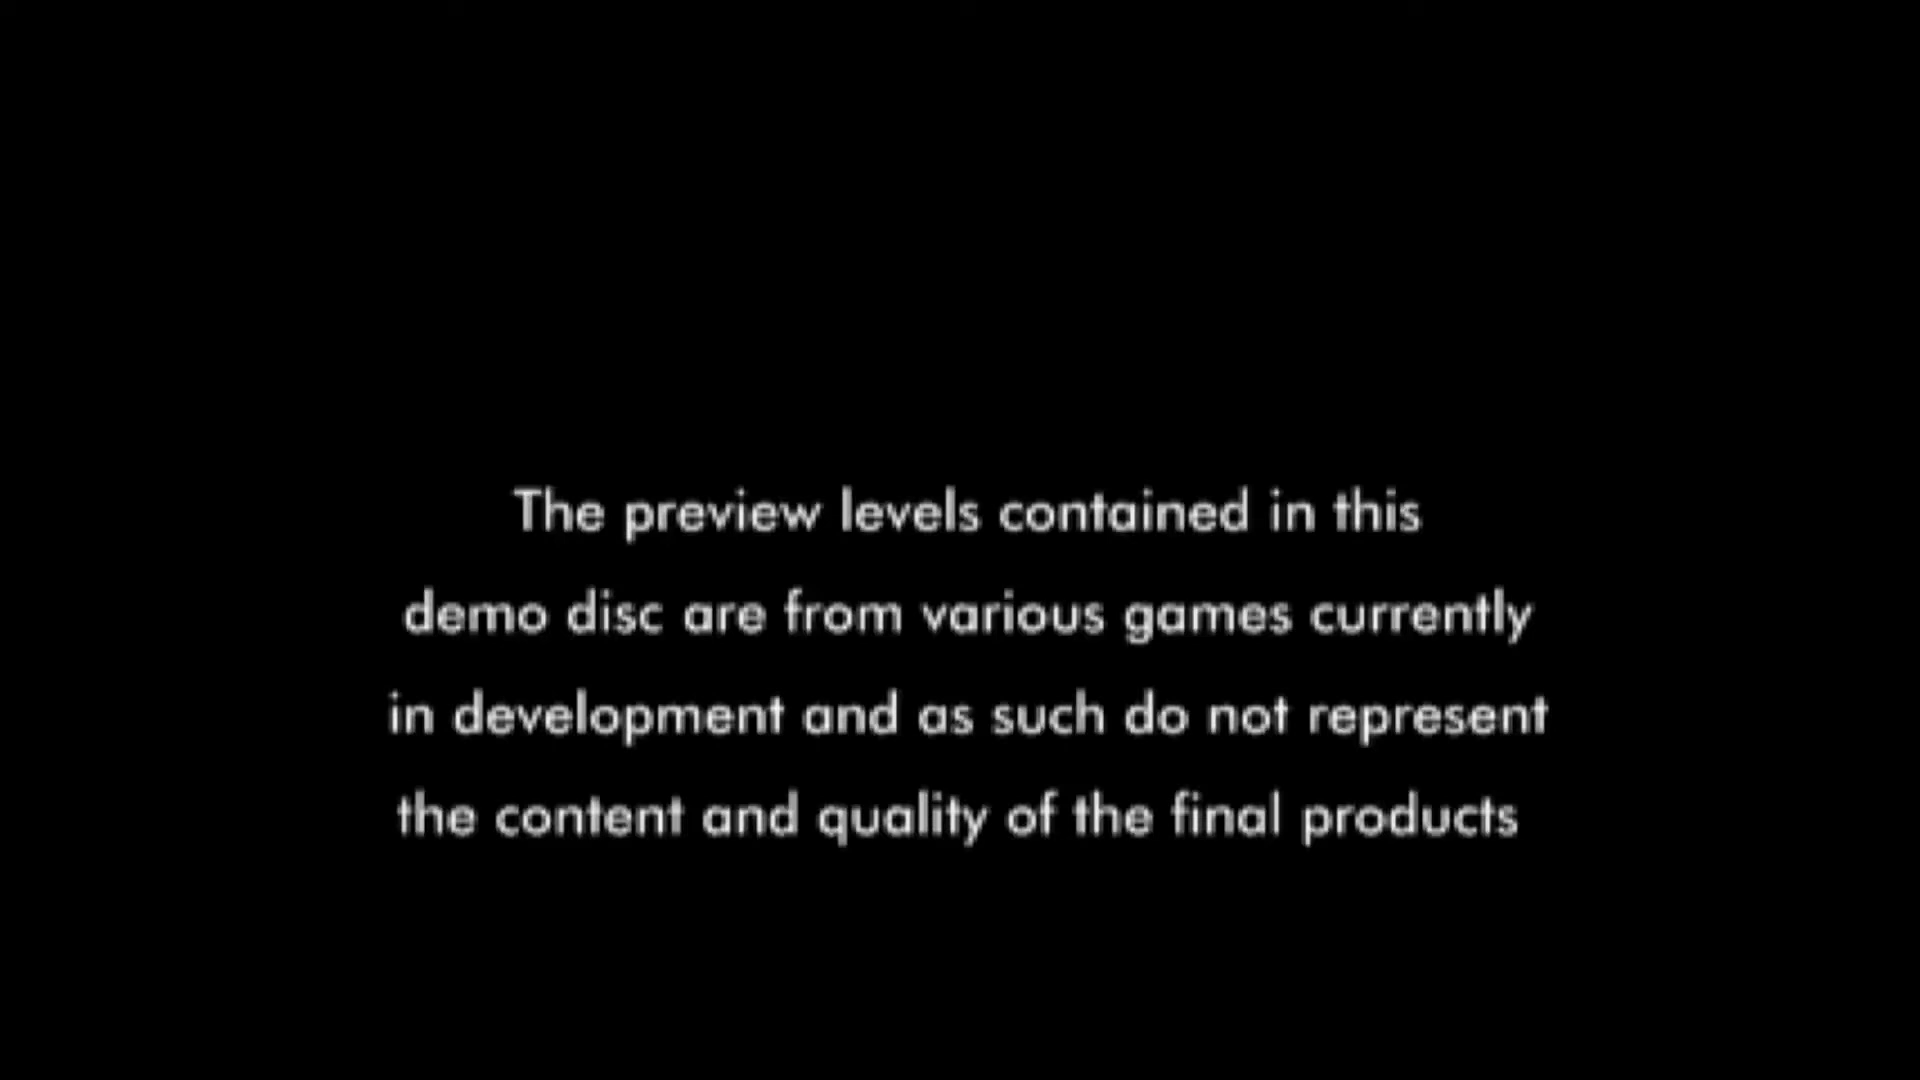 The preview levels contained in this
demo disc are from various games currently
in development and as such do not represent
the content and quality of the final products